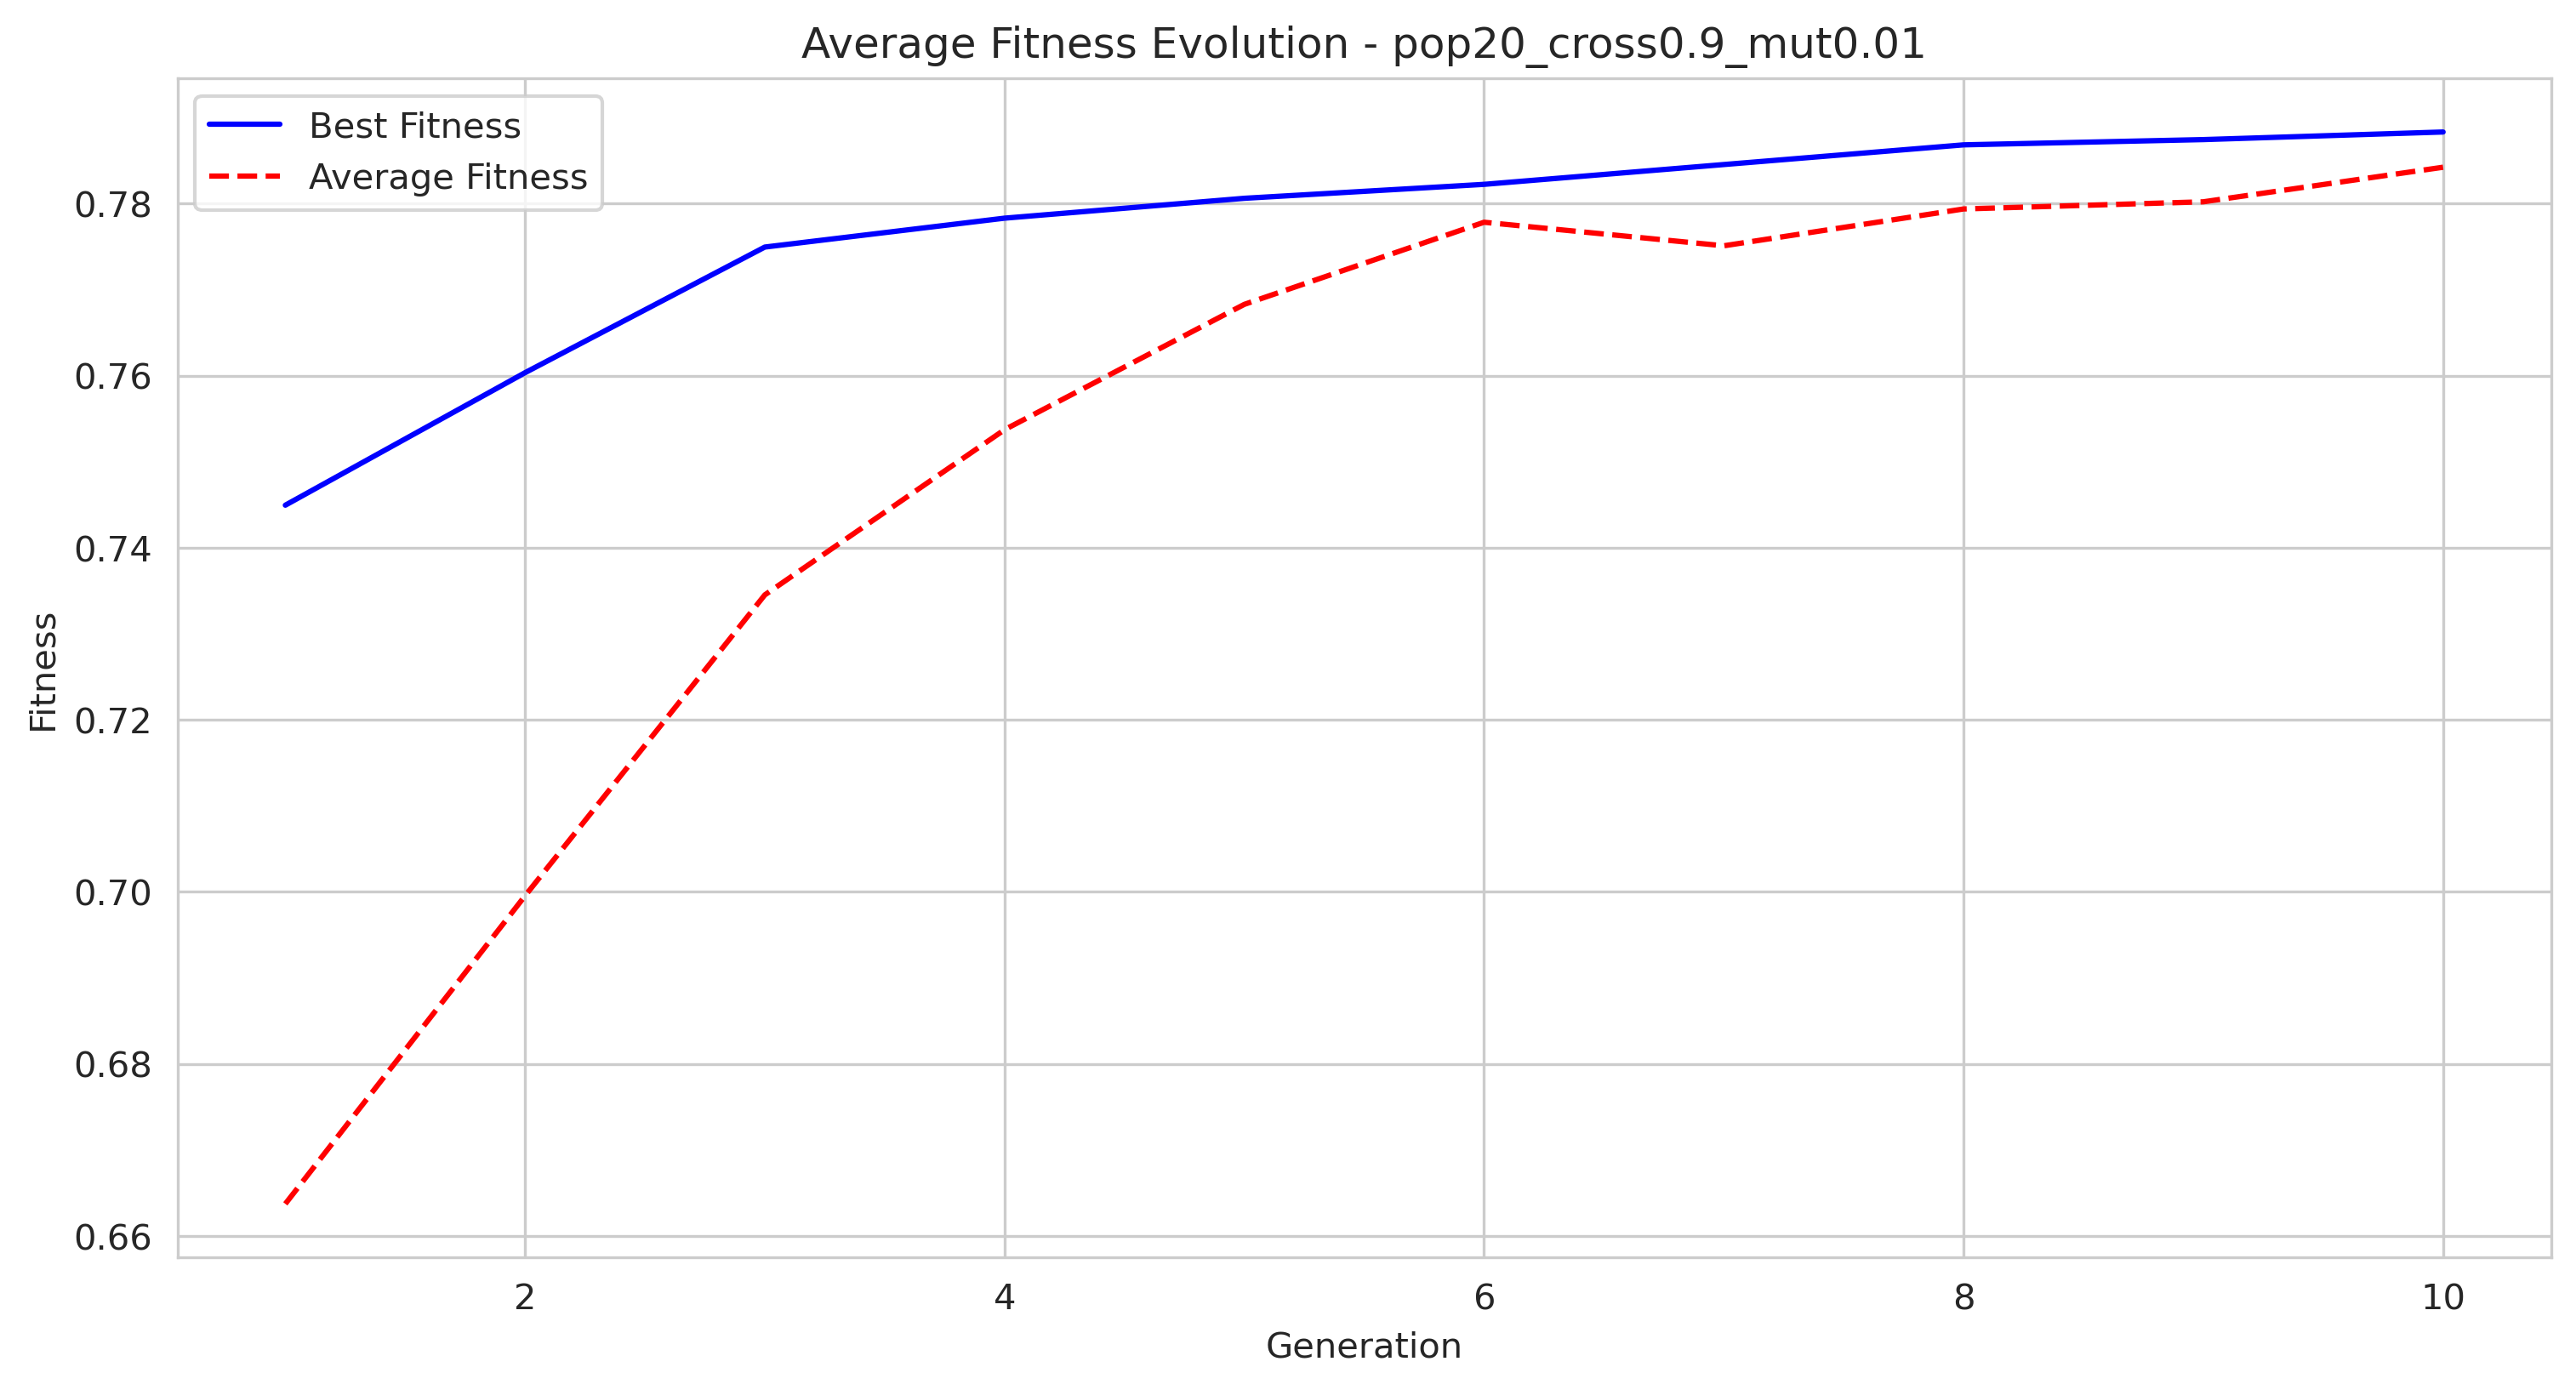 Average Fitness Evolution - pop20_cross0.9_mut0.01
Best Fitness
Average Fitness
0.78
0.76
0.74
0.72
0.70
0.68
0.66
Fitness
2 4 6 8 10
Generation